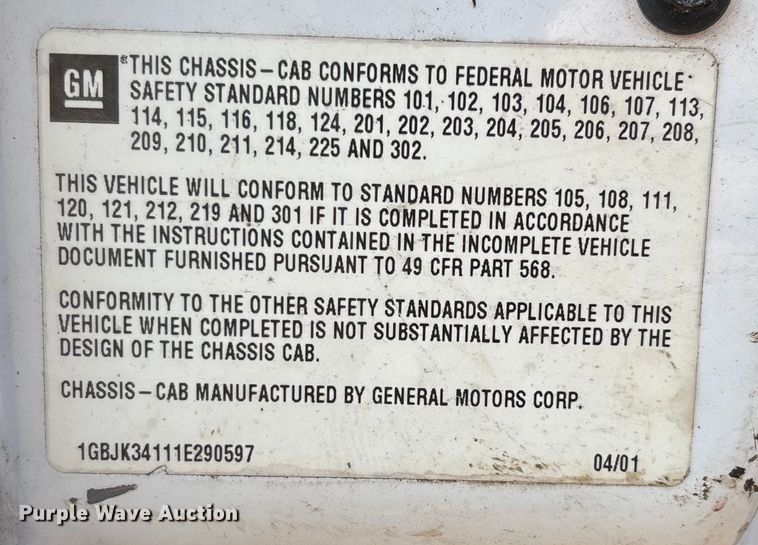 GM
®THIS CHASSIS-CAB CONFORMS TO FEDERAL MOTOR VEHICLE
SAFETY STANDARD NUMBERS 101, 102, 103, 104, 106, 107, 113,
114, 115, 116, 118, 124, 201, 202, 203, 204, 205, 206, 207, 208,
209, 210, 211, 214, 225 AND 302.
THIS VEHICLE WILL CONFORM TO STANDARD NUMBERS 105, 108, 111,
120, 121, 212, 219 AND 301 IF IT IS COMPLETED IN ACCORDANCE
WITH THE INSTRUCTIONS CONTAINED IN THE INCOMPLETE VEHICLE
DOCUMENT FURNISHED PURSUANT TO 49 CFR PART 568.
CONFORMITY TO THE OTHER SAFETY STANDARDS APPLICABLE TO THIS
VEHICLE WHEN COMPLETED IS NOT SUBSTANTIALLY AFFECTED BY THE
DESIGN OF THE CHASSIS CAB.
CHASSIS-CAB MANUFACTURED BY GENERAL MOTORS CORP.
1GBJK34111E290597 04/01
Purple Wave Auction